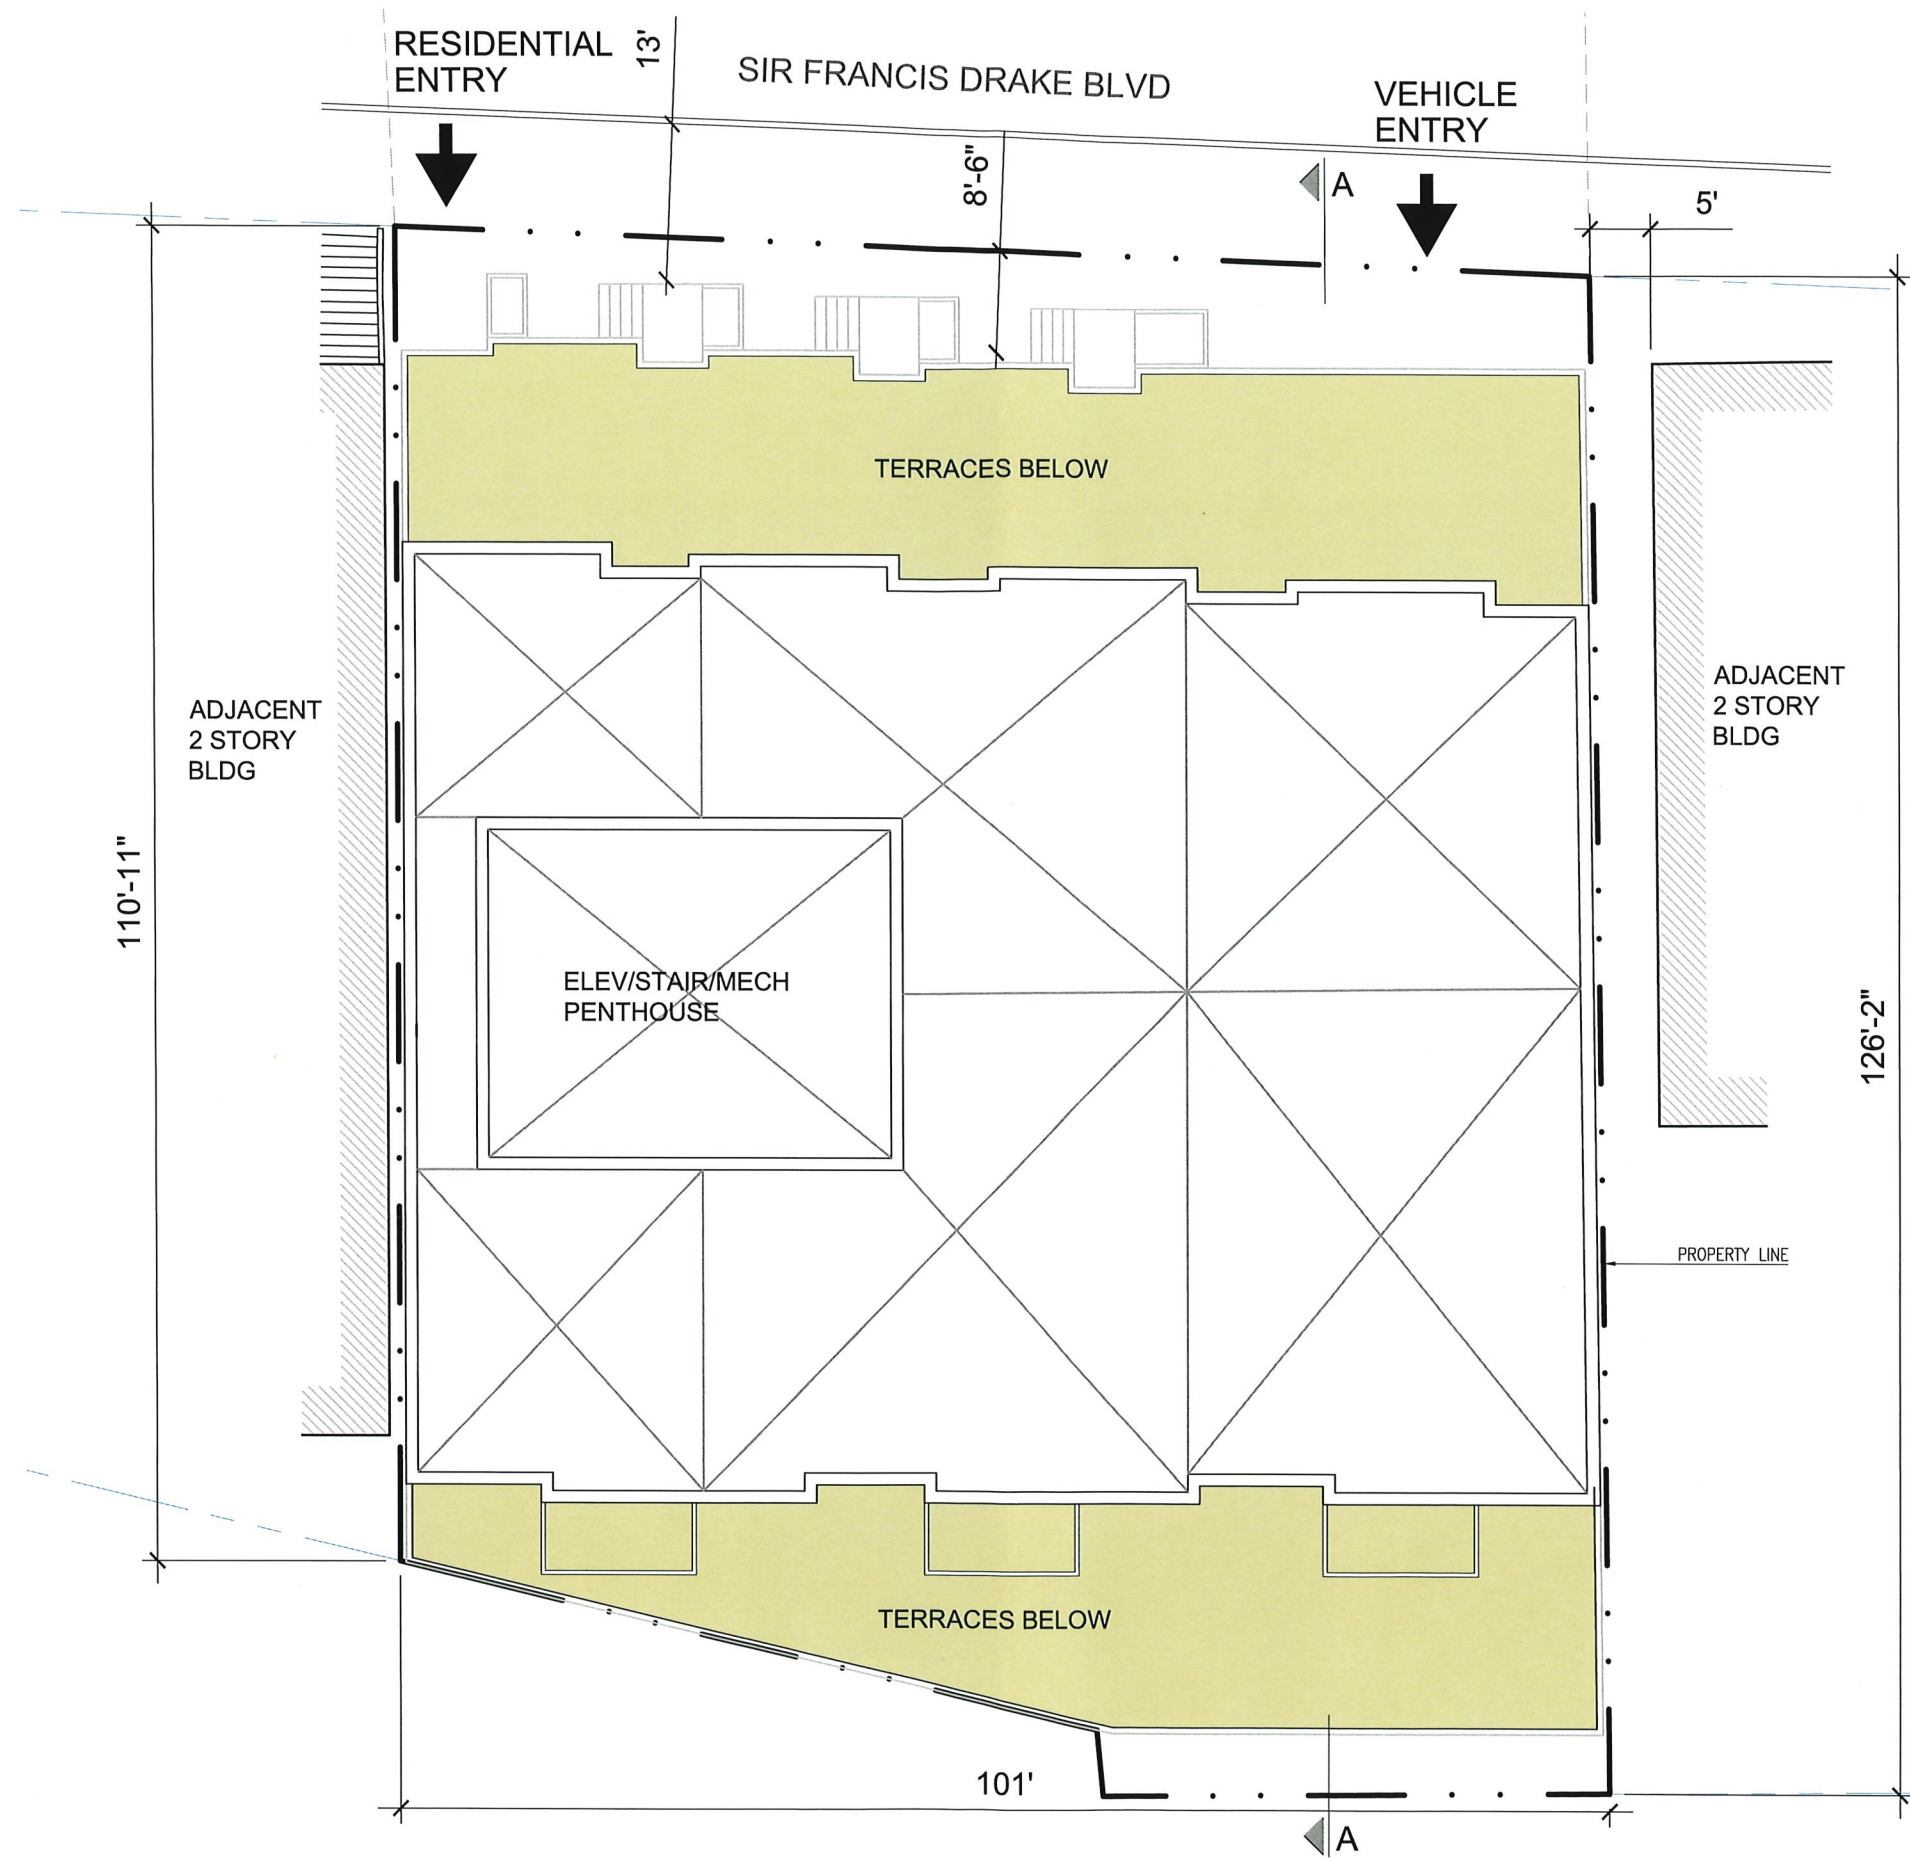 RESIDENTIAL
ENTRY
13'
SIR FRANCIS DRAKE BLVD
VEHICLE
ENTRY
8'-6"
A
5'
TERRACES BELOW
ADJACENT
2 STORY
BLDG
ADJACENT
2 STORY
BLDG
110'-11"
ELEV/STAIR/MECH
PENTHOUSE
126'-2"
PROPERTY LINE
TERRACES BELOW
101'
A